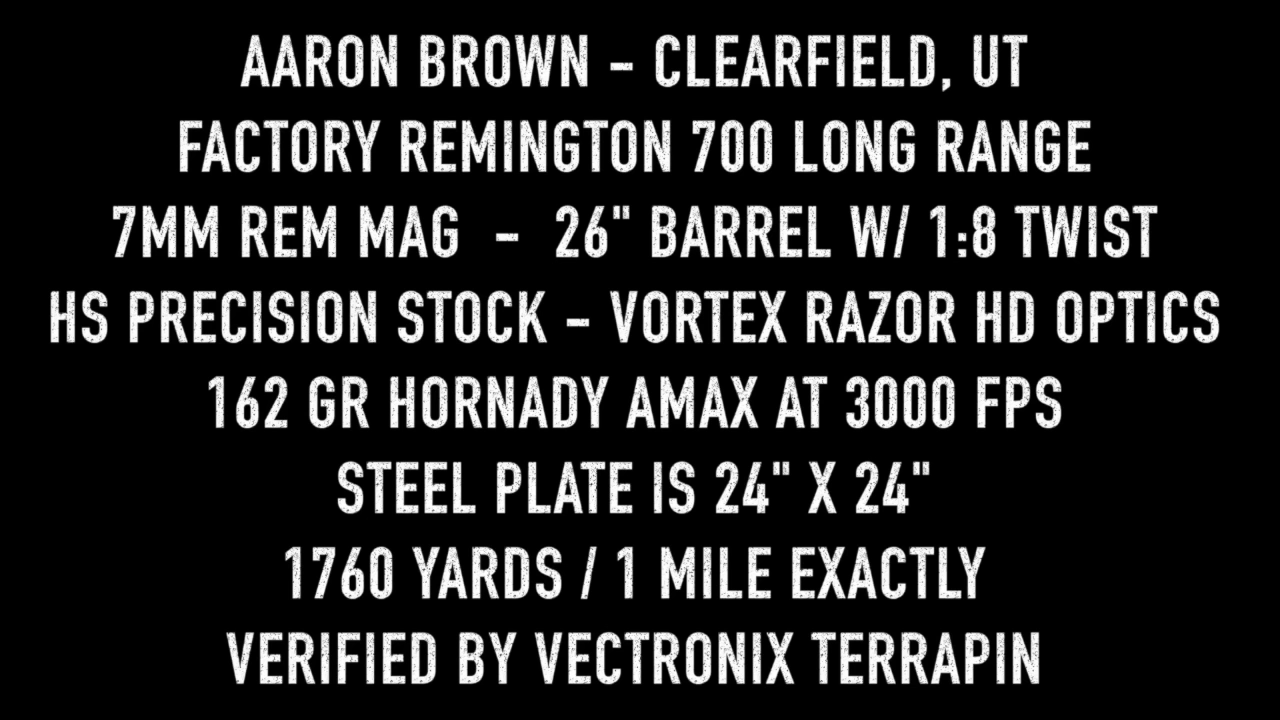 AARON BROWN - CLEARFIELD, UT
FACTORY REMINGTON 700 LONG RANGE
7MM REM MAG - 26" BARREL W/ 1:8 TWIST
HS PRECISION STOCK - VORTEX RAZOR HD OPTICS
162 GR HORNADY AMAX AT 3000 FPS
STEEL PLATE IS 24" X 24"
1760 YARDS / 1 MILE EXACTLY
VERIFIED BY VECTRONIX TERRAPIN